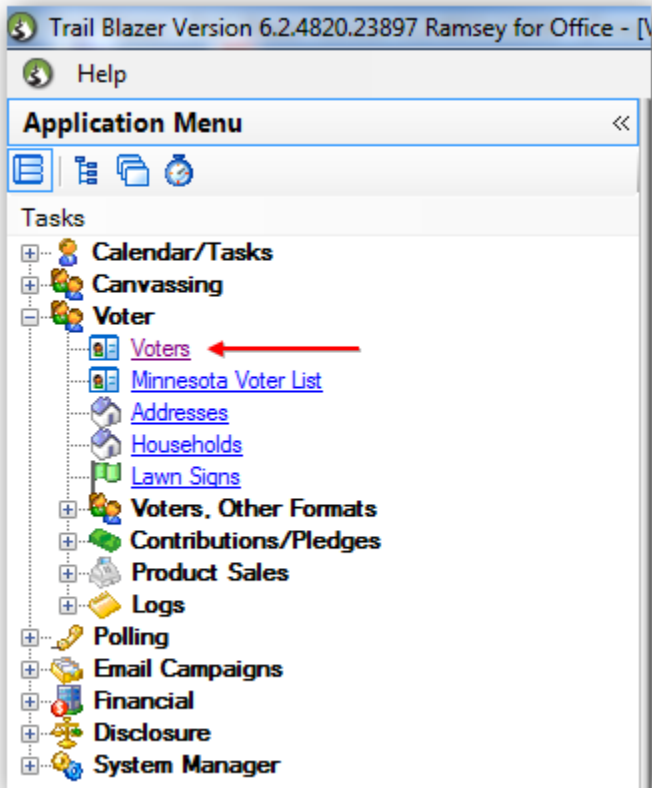 Trail Blazer Version 6.2.4820.23897 Ramsey for Office - [
Help
Application Menu
Tasks
Calendar/Tasks
Canvassing
Voter
Voters
Minnesota Voter List
Addresses
Households
Lawn Signs
Voters, Other Formats
Contributions/Pledges
Product Sales
Logs
Polling
Email Campaigns
Financial
Disclosure
System Manager